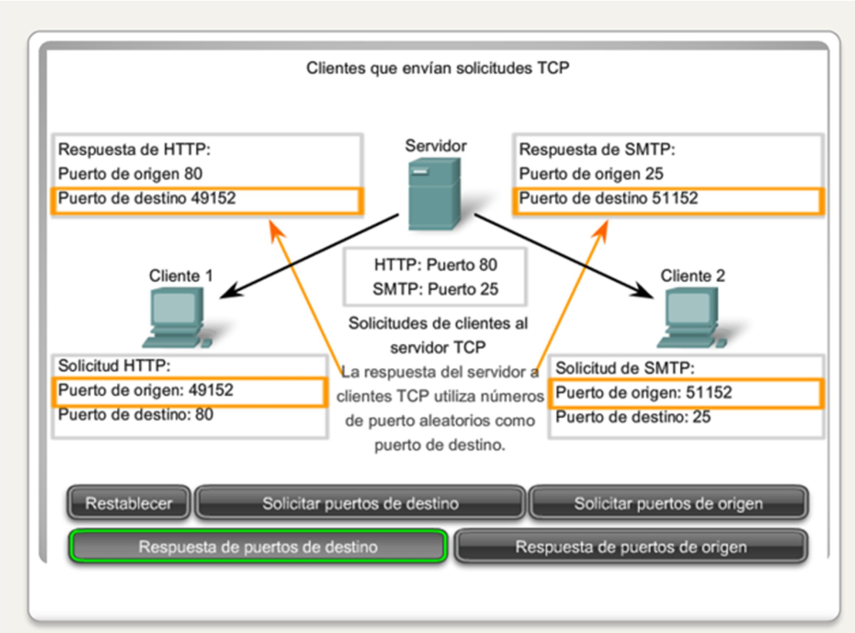 Clientes que envían solicitudes TCP
Respuesta de HTTP:
Puerto de origen 80
Puerto de destino 49152
Servidor
Respuesta de SMTP:
Puerto de origen 25
Puerto de destino 51152
Cliente 1
HTTP: Puerto 80
SMTP: Puerto 25
Cliente 2
Solicitudes de clientes al
servidor TCP
La respuesta del servidor a
clientes TCP utiliza números
de puerto aleatorios como
puerto de destino.
Solicitud HTTP:
Puerto de origen: 49152
Puerto de destino: 80
Solicitud de SMTP:
Puerto de origen: 51152
Puerto de destino: 25
Restablecer
Solicitar puertos de destino
Solicitar puertos de origen
Respuesta de puertos de destino
Respuesta de puertos de origen